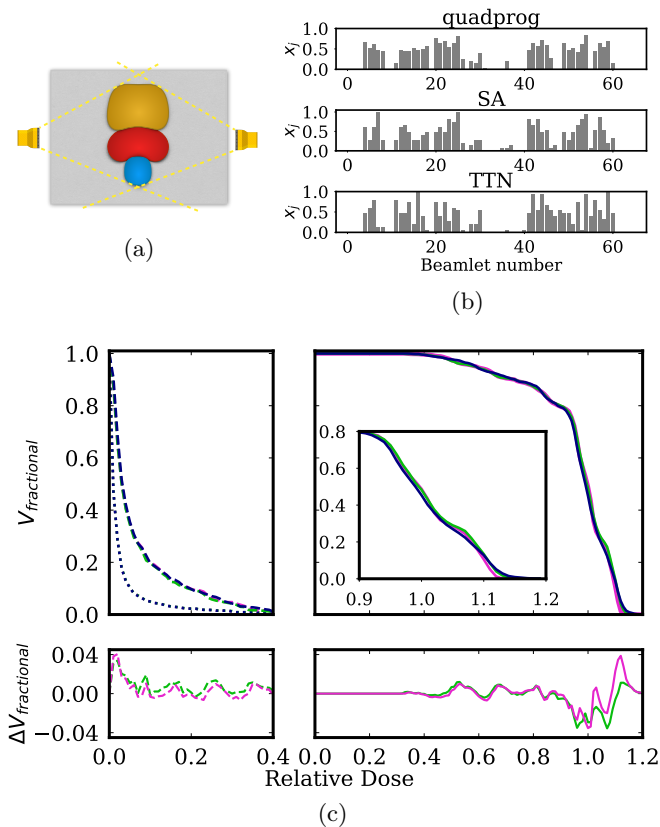 quadprog
x_j
1.0
0.5
0.0
0 20 40 60
SA
x_j
1.0
0.5
0.0
0 20 40 60
TTN
x_j
1.0
0.5
0.0
0 20 40 60
Beamlet number
(a)
(b)
V_fractional
1.0
0.8
0.6
0.4
0.2
0.0
0.8
0.6
0.4
0.2
0.0
0.9 1.0 1.1 1.2
ΔV_fractional
0.04
0.00
−0.04
0.0 0.2 0.4
0.0 0.2 0.4 0.6 0.8 1.0 1.2
Relative Dose
(c)